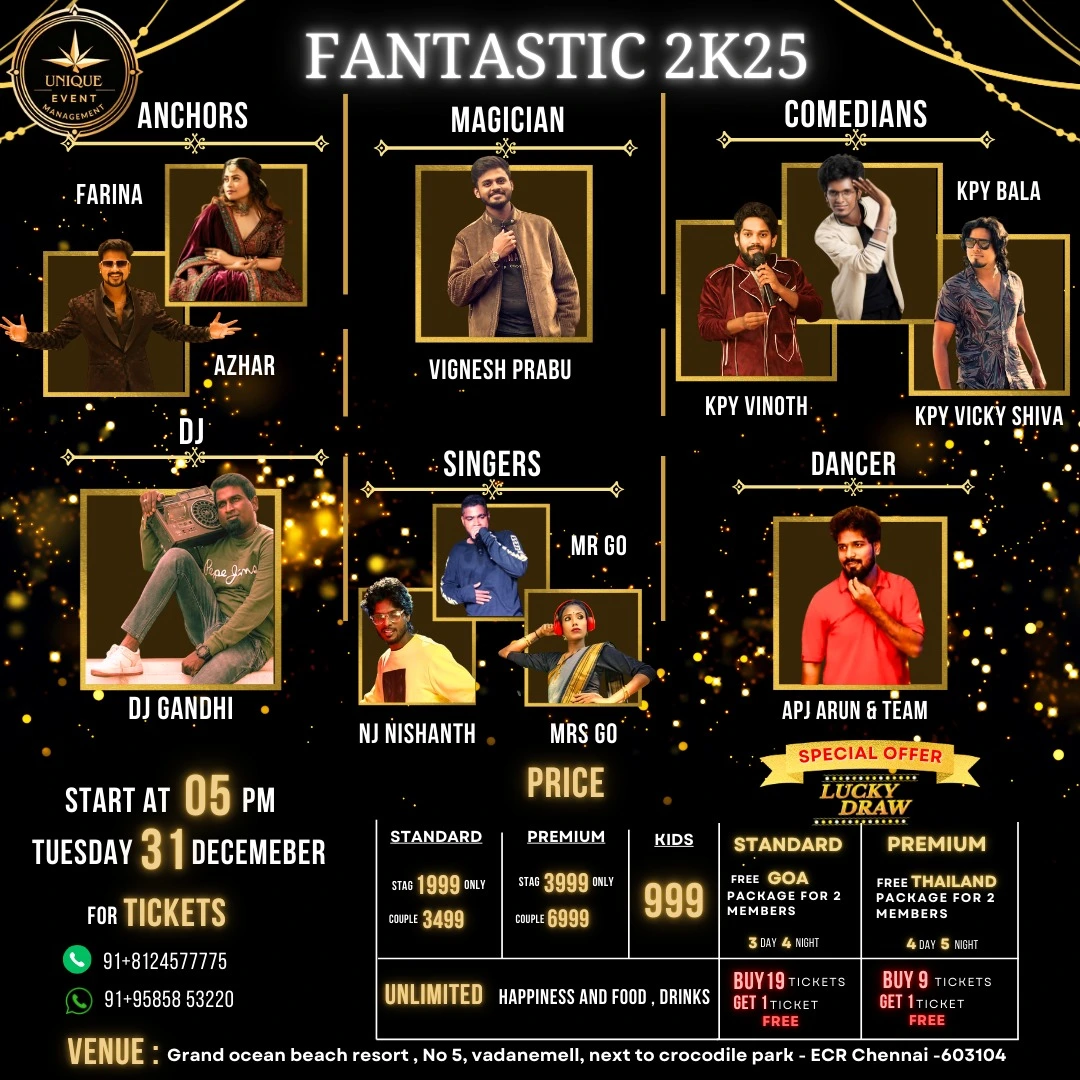 UNIQUE
EVENT
MANAGEMENT
FANTASTIC 2K25
ANCHORS
FARINA
AZHAR
MAGICIAN
VIGNESH PRABU
COMEDIANS
KPY BALA
KPY VINOTH
KPY VICKY SHIVA
DJ
Pepe Jeans
DJ GANDHI
SINGERS
MR GO
NJ NISHANTH
MRS GO
DANCER
APJ ARUN & TEAM
START AT 05 PM
TUESDAY 31 DECEMEBER
FOR TICKETS
91+8124577775
91+95858 53220
PRICE
STANDARD
STAG 1999 ONLY
COUPLE 3499
PREMIUM
STAG 3999 ONLY
COUPLE 6999
KIDS
999
UNLIMITED HAPPINESS AND FOOD , DRINKS
SPECIAL OFFER
LUCKY
DRAW
STANDARD
FREE GOA
PACKAGE FOR 2
MEMBERS
3 DAY 4 NIGHT
BUY 19 TICKETS
GET 1 TICKET
FREE
PREMIUM
FREE THAILAND
PACKAGE FOR 2
MEMBERS
4 DAY 5 NIGHT
BUY 9 TICKETS
GET 1 TICKET
FREE
VENUE : Grand ocean beach resort , No 5, vadanemell, next to crocodile park - ECR Chennai -603104